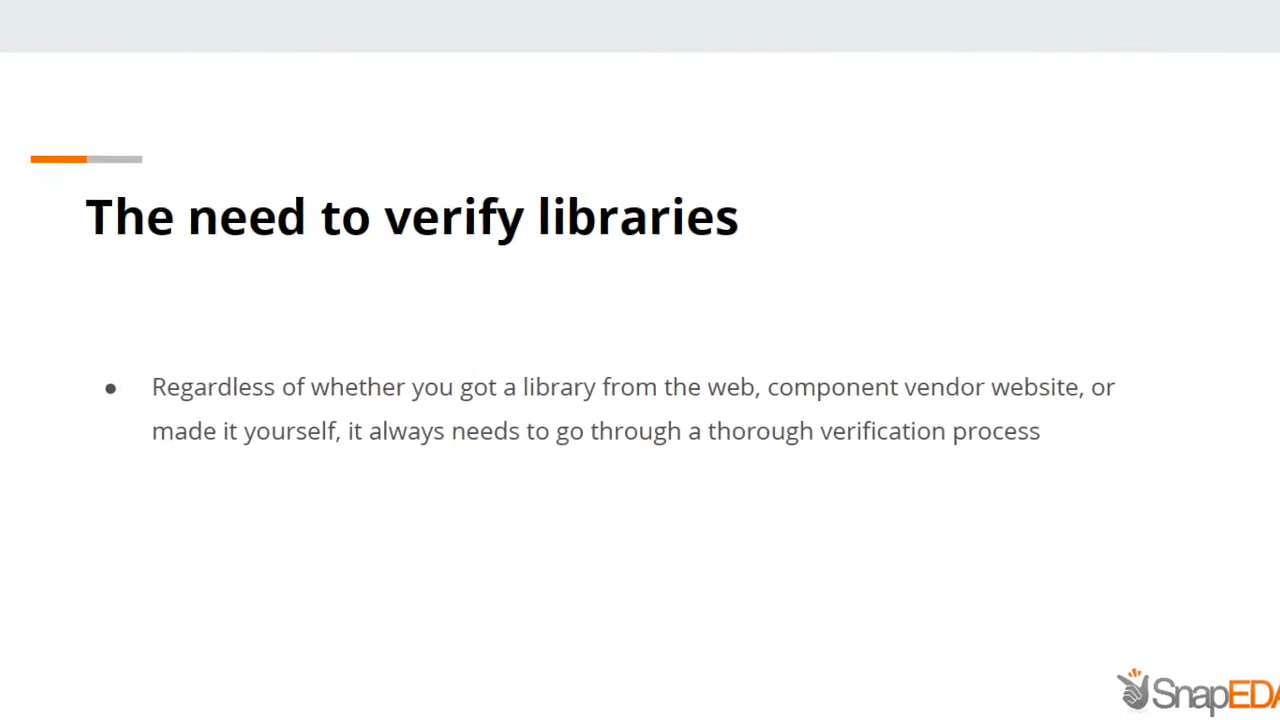 The need to verify libraries
● Regardless of whether you got a library from the web, component vendor website, or
made it yourself, it always needs to go through a thorough verification process
SnapEDA